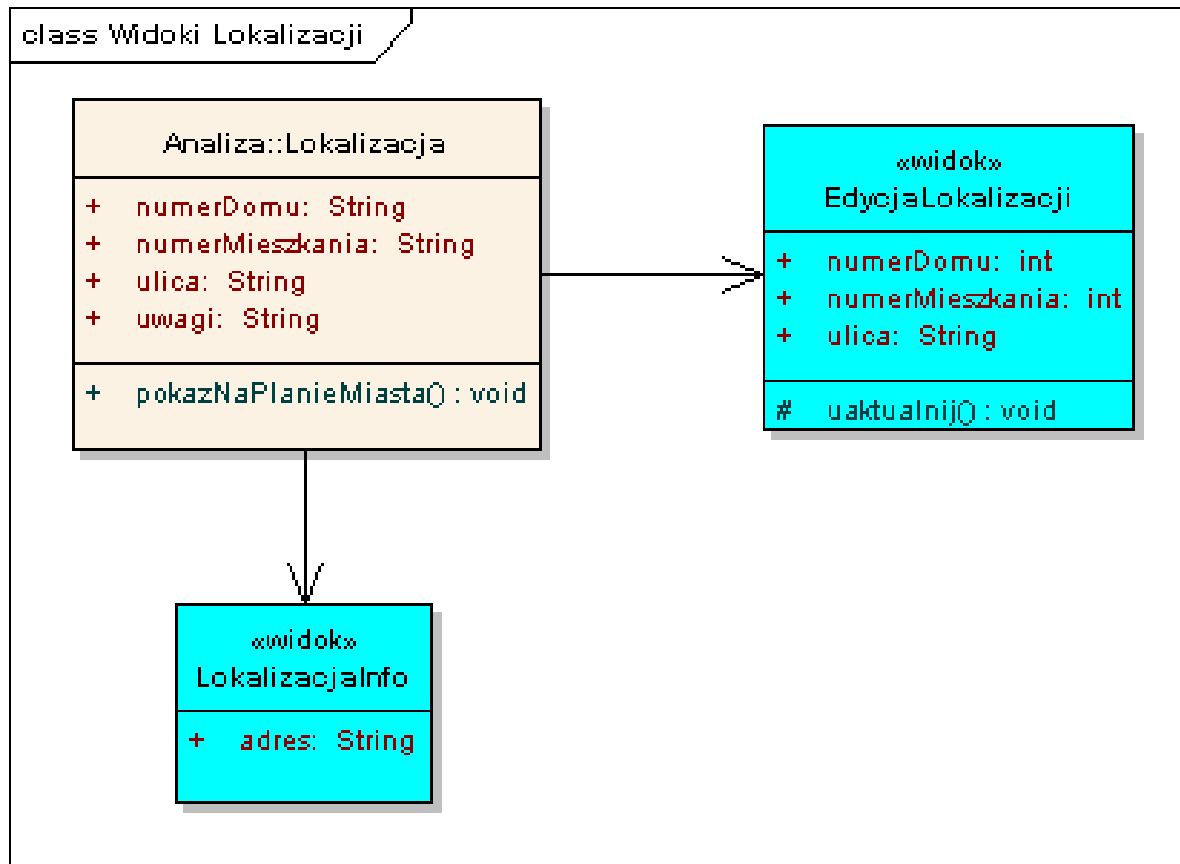 class Widoki Lokalizacji
Analiza::Lokalizacja
+ numerDomu: String
+ numerMieszkania: String
+ ulica: String
+ uwagi: String
+ pokazNaPlanieMiasta() : void
«widok»
EdycjaLokalizacji
+ numerDomu: int
+ numerMieszkania: int
+ ulica: String
# uaktualnij() : void
«widok»
LokalizacjaInfo
+ adres: String